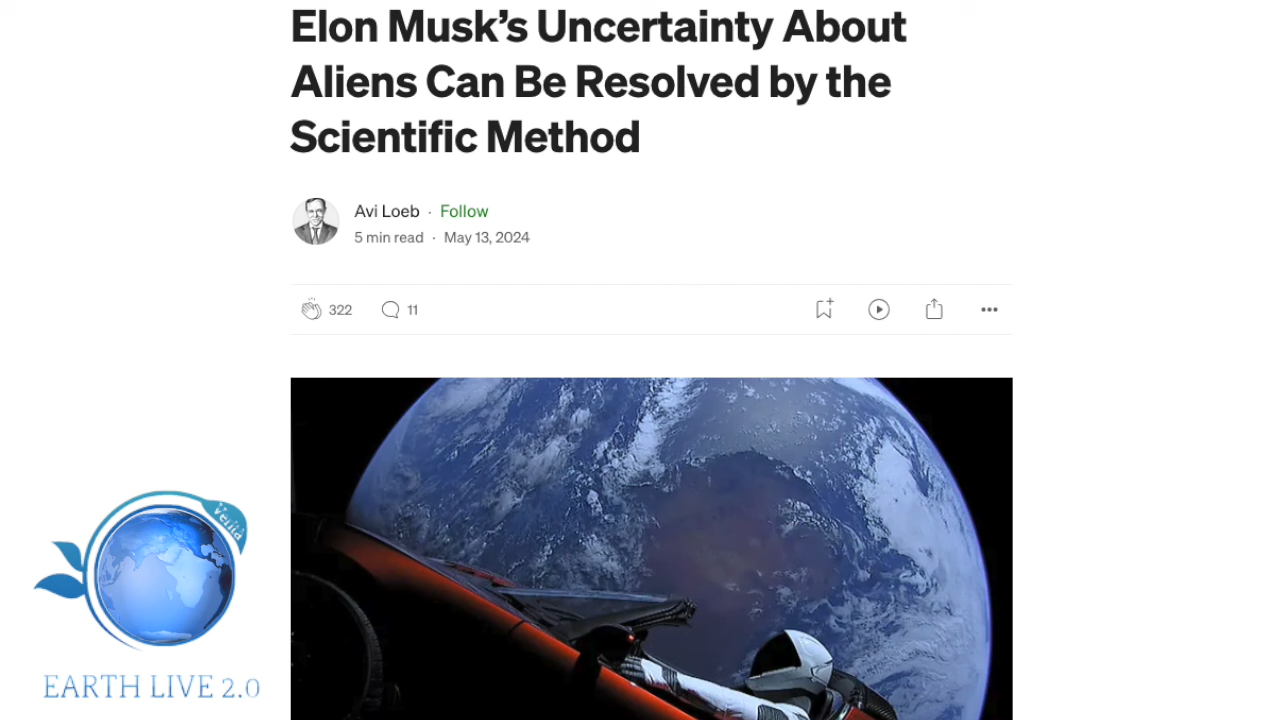 Elon Musk’s Uncertainty About
Aliens Can Be Resolved by the
Scientific Method
Avi Loeb · Follow
5 min read · May 13, 2024
322 11
Venta
EARTH LIVE 2.0